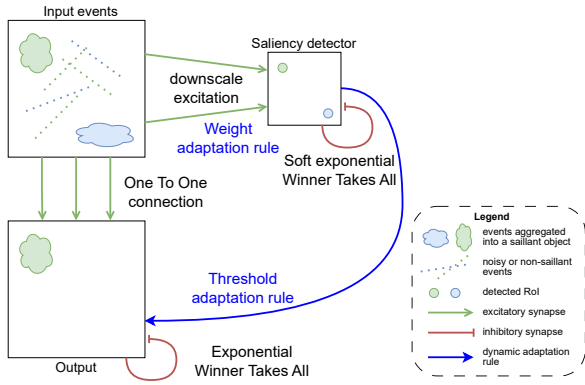 Input events
Saliency detector
downscale
excitation
Weight
adaptation rule
Soft exponential
Winner Takes All
One To One
connection
Threshold
adaptation rule
Output
Exponential
Winner Takes All
Legend
events aggregated
into a saillant object
noisy or non-saillant
events
detected RoI
excitatory synapse
inhibitory synapse
dynamic adaptation
rule